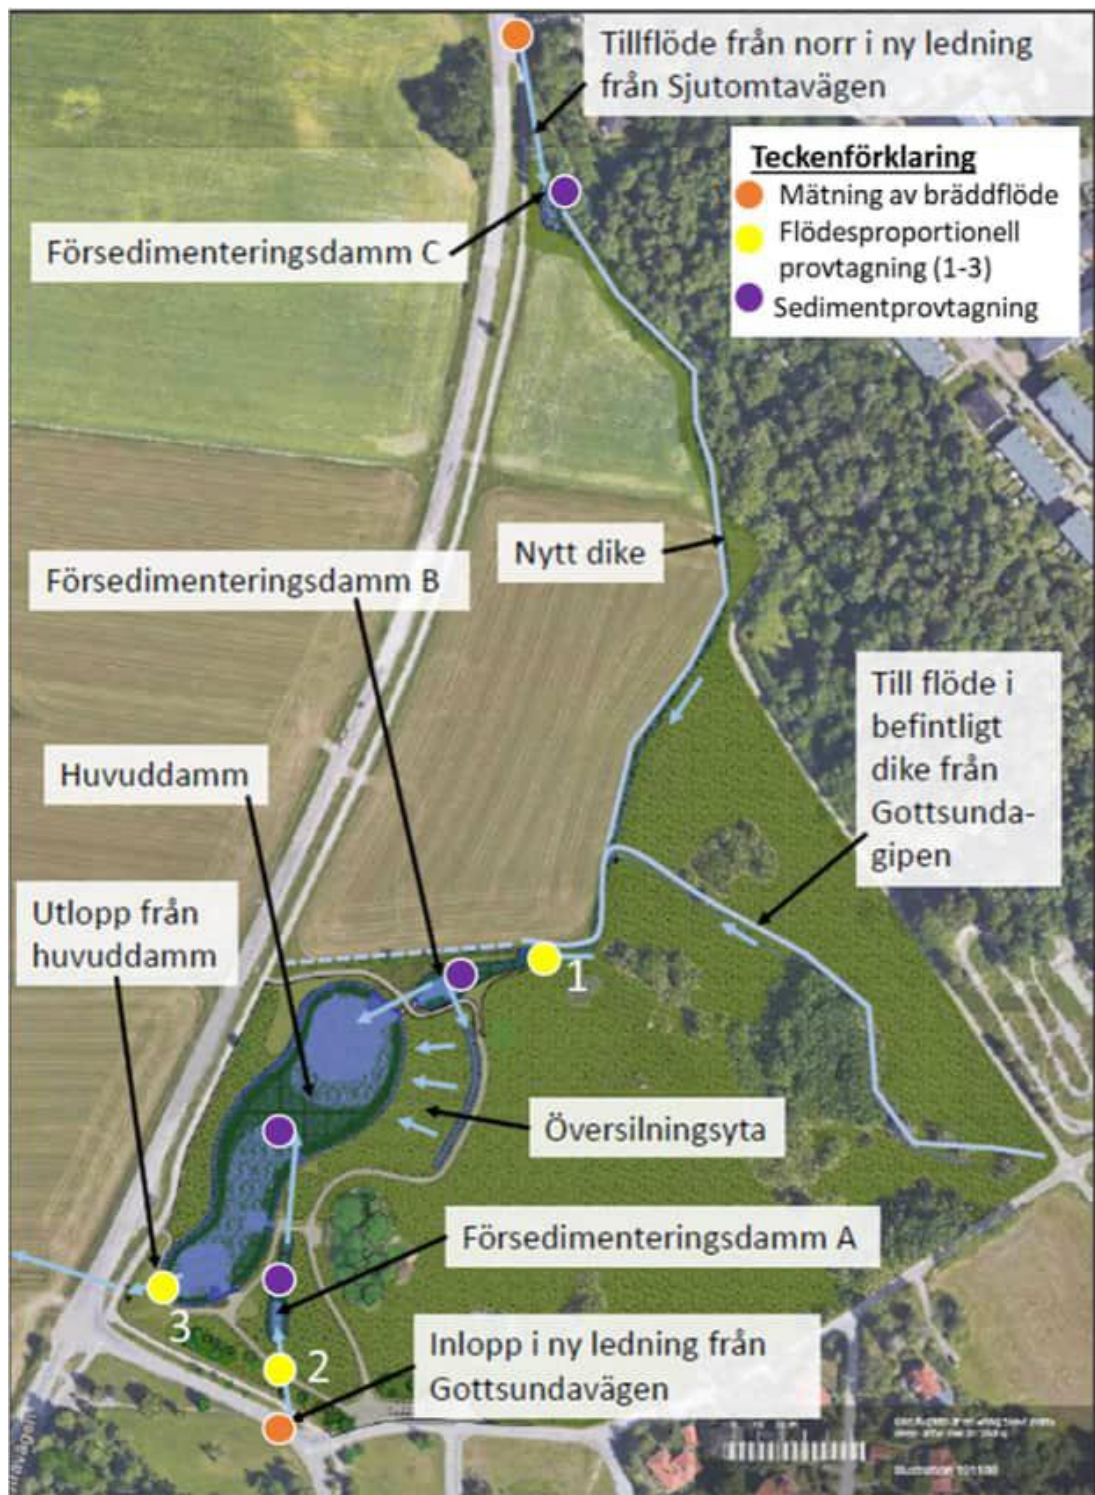 Tillflöde från norr i ny ledning
från Sjutomtavägen
Teckenförklaring
Mätning av bräddflöde
Flödesproportionell
provtagning (1-3)
Sedimentprovtagning
Försedimenteringsdamm C
Nytt dike
Försedimenteringsdamm B
Till flöde i
befintligt
dike från
Gottsunda-
gipen
Huvuddamm
Utlopp från
huvuddamm
1
Översilningsyta
Försedimenteringsdamm A
3
2
Inlopp i ny ledning från
Gottsundavägen
Illustration 101108